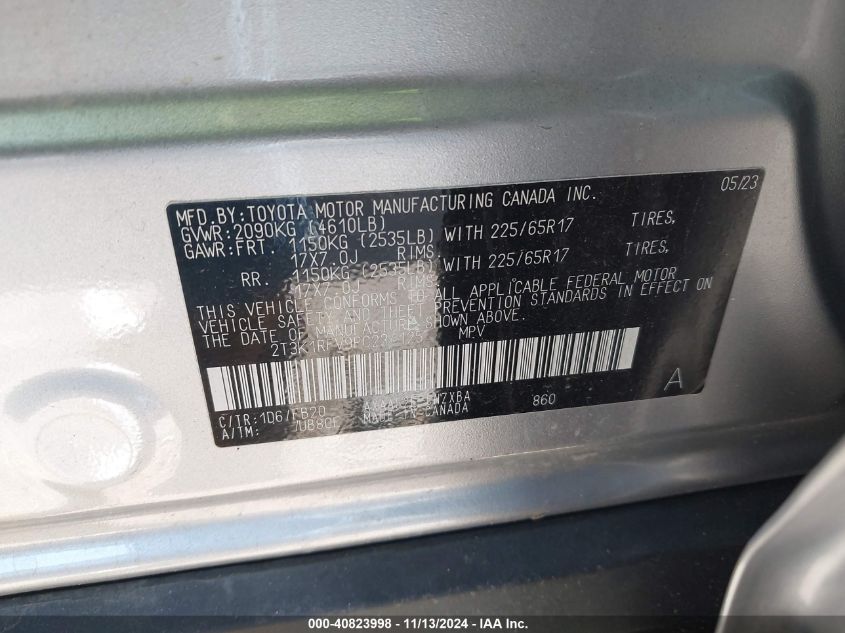 05/23
MFD.BY:TOYOTA MOTOR MANUFACTURING CANADA INC.
GVWR:2090KG (4610LB)
GAWR:FRT. 1150KG (2535LB) WITH 225/65R17 TIRES,
17X7.0J RIMS,
RR. 1150KG (2535LB) WITH 225/65R17 TIRES,
17X7.0J RIMS,
THIS VEHICLE CONFORMS TO ALL APPLICABLE FEDERAL MOTOR
VEHICLE SAFETY AND THEFT PREVENTION STANDARDS IN EFFECT ON
THE DATE OF MANUFACTURE SHOWN ABOVE.
MPV
A
C/TR:1D6/FB20
860
A/TM: MADE IN CANADA
000-40823998 - 11/13/2024 - IAA Inc.